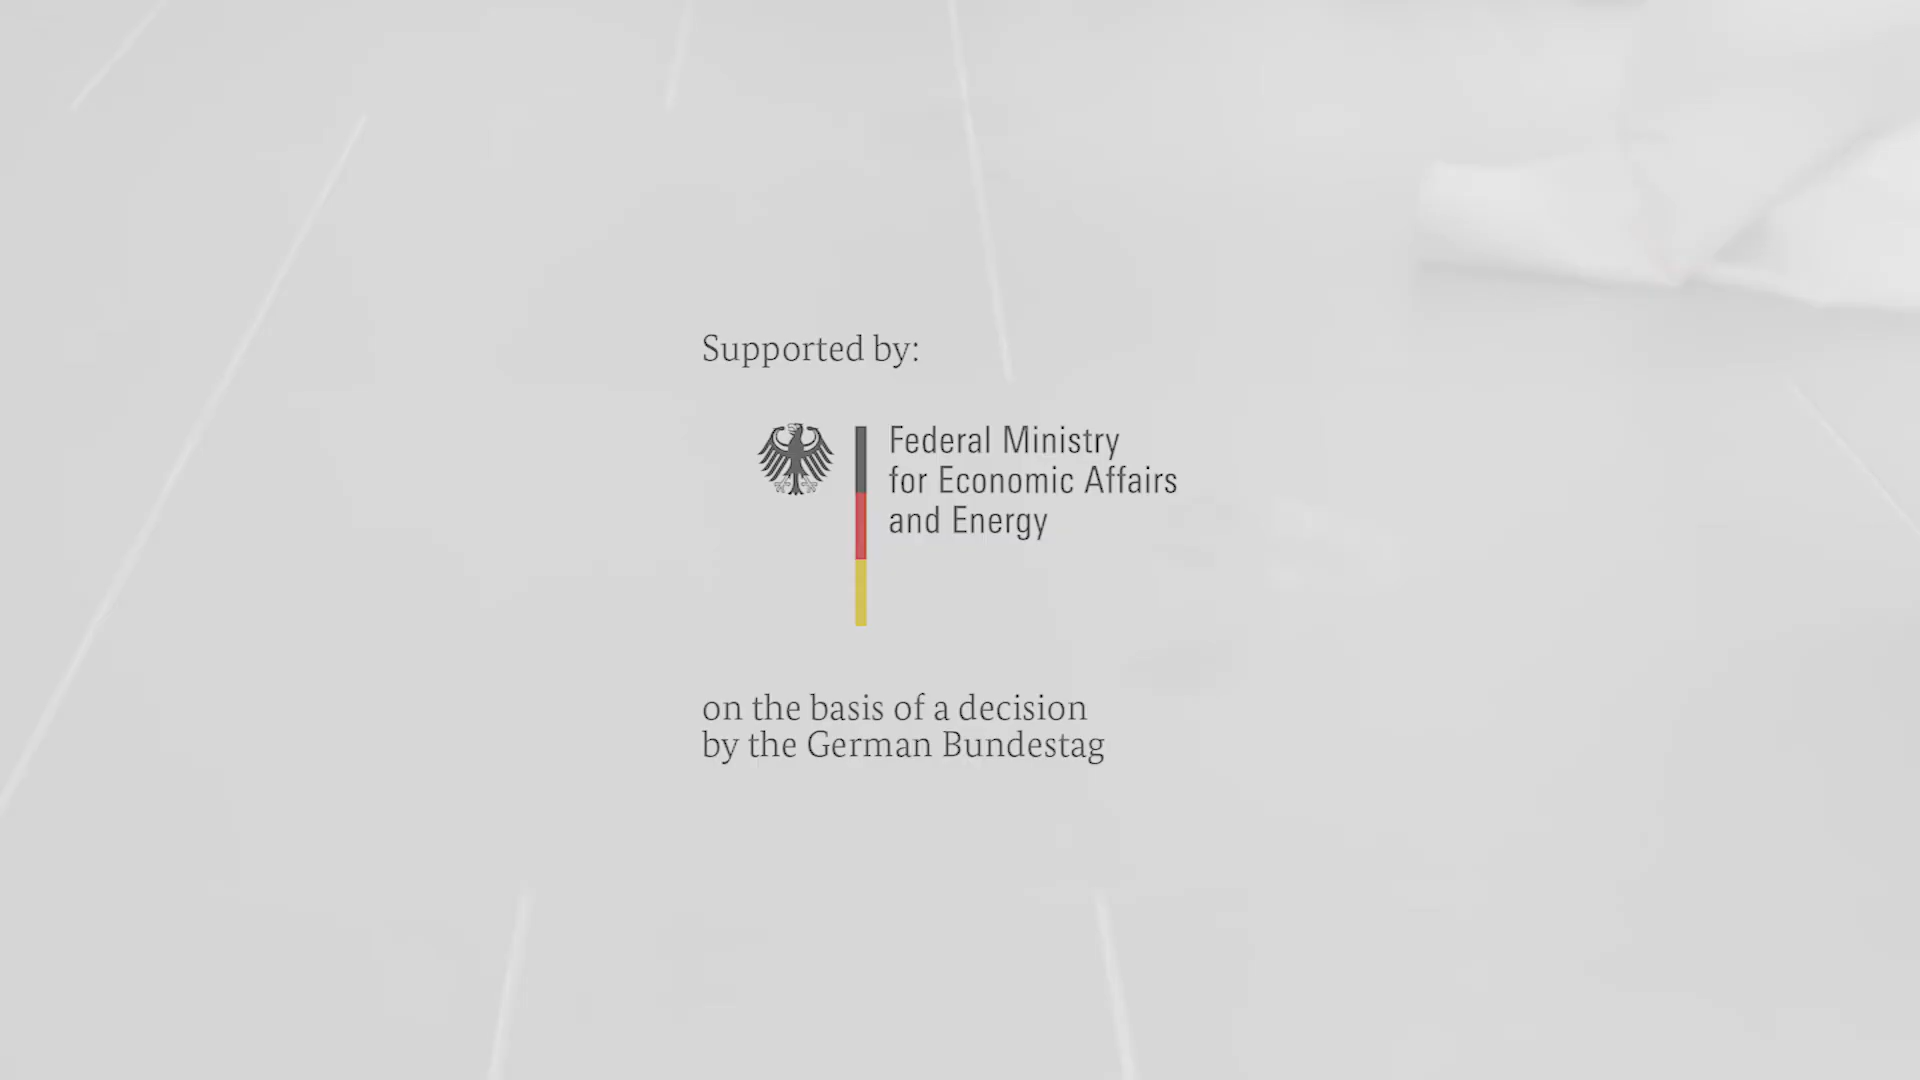 Supported by:
Federal Ministry
for Economic Affairs
and Energy
on the basis of a decision
by the German Bundestag